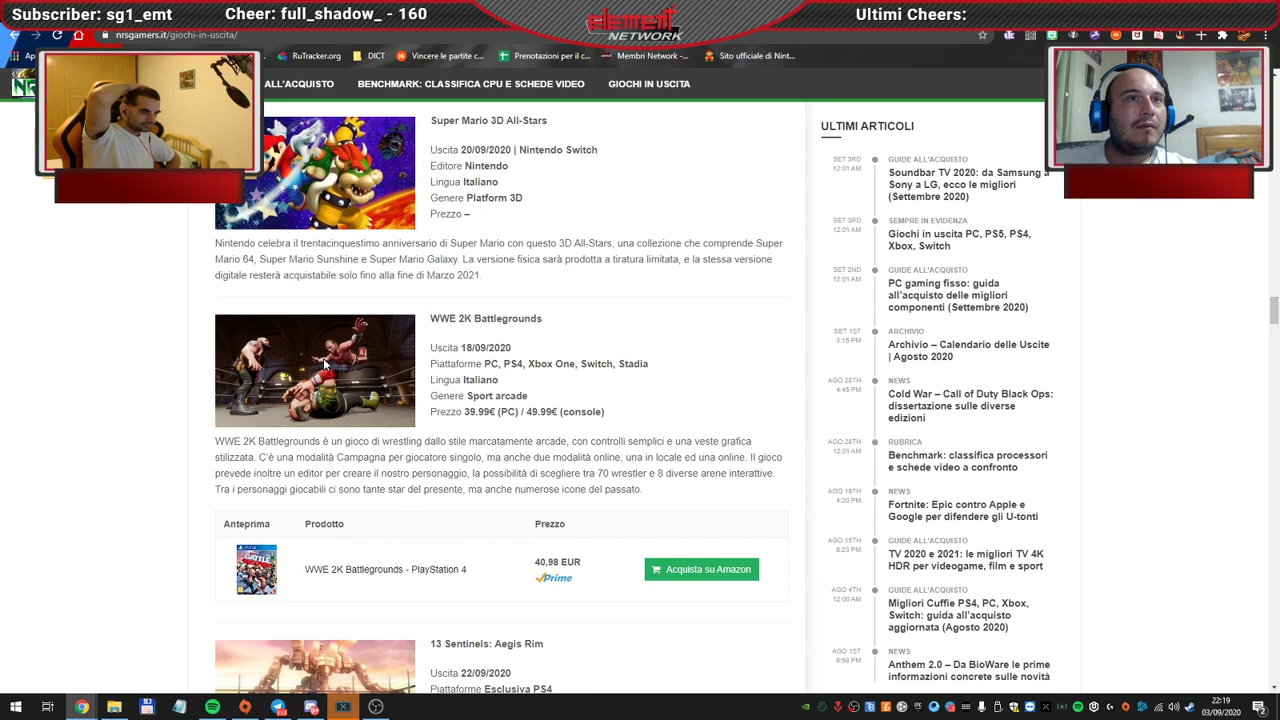 Subscriber: sg1_emt
Cheer: full_shadow_ - 160
element
NETWORK
Ultimi Cheers:
nrsgamers.it/giochi-in-uscita/
RuTracker.org
DICT
Vincere le partite c...
Prenotazioni per il c...
Membri Network -...
Sito ufficiale di Nint...
ALL'ACQUISTO
BENCHMARK: CLASSIFICA CPU E SCHEDE VIDEO
GIOCHI IN USCITA
Super Mario 3D All-Stars
Uscita 20/09/2020 | Nintendo Switch
Editore Nintendo
Lingua Italiano
Genere Platform 3D
Prezzo –
Nintendo celebra il trentacinquestimo anniversario di Super Mario con questo 3D All-Stars, una collezione che comprende Super
Mario 64, Super Mario Sunshine e Super Mario Galaxy. La versione fisica sarà prodotta a tiratura limitata, e la stessa versione
digitale resterà acquistabile solo fino alla fine di Marzo 2021.
WWE 2K Battlegrounds
Uscita 18/09/2020
Piattaforme PC, PS4, Xbox One, Switch, Stadia
Lingua Italiano
Genere Sport arcade
Prezzo 39.99€ (PC) / 49.99€ (console)
WWE 2K Battlegrounds è un gioco di wrestling dallo stile marcatamente arcade, con controlli semplici e una veste grafica
stilizzata. C'è una modalità Campagna per giocatore singolo, ma anche due modalità online, una in locale ed una online. Il gioco
prevede inoltre un editor per creare il nostro personaggio, la possibilità di scegliere tra 70 wrestler e 8 diverse arene interattive.
Tra i personaggi giocabili ci sono tante star del presente, ma anche numerose icone del passato.
Anteprima
Prodotto
Prezzo
WWE 2K Battlegrounds - PlayStation 4
40,98 EUR
Prime
Acquista su Amazon
13 Sentinels: Aegis Rim
Uscita 22/09/2020
Piattaforme Esclusiva PS4
ULTIMI ARTICOLI
SET 3RD
12:01 AM
GUIDE ALL'ACQUISTO
Soundbar TV 2020: da Samsung a
Sony a LG, ecco le migliori
(Settembre 2020)
SET 3RD
12:01 AM
SEMPRE IN EVIDENZA
Giochi in uscita PC, PS5, PS4,
Xbox, Switch
SET 2ND
12:01 AM
GUIDE ALL'ACQUISTO
PC gaming fisso: guida
all'acquisto delle migliori
componenti (Settembre 2020)
SET 1ST
3:15 PM
ARCHIVIO
Archivio – Calendario delle Uscite
| Agosto 2020
AGO 28TH
4:45 PM
NEWS
Cold War – Call of Duty Black Ops:
dissertazione sulle diverse
edizioni
AGO 28TH
12:01 AM
RUBRICA
Benchmark: classifica processori
e schede video a confronto
AGO 19TH
4:20 PM
NEWS
Fortnite: Epic contro Apple e
Google per difendere gli U-tonti
AGO 15TH
6:23 PM
GUIDE ALL'ACQUISTO
TV 2020 e 2021: le migliori TV 4K
HDR per videogame, film e sport
AGO 4TH
12:00 AM
GUIDE ALL'ACQUISTO
Migliori Cuffie PS4, PC, Xbox,
Switch: guida all'acquisto
aggiornata (Agosto 2020)
AGO 1ST
8:58 PM
NEWS
Anthem 2.0 – Da BioWare le prime
informazioni concrete sulle novità
22:19
03/09/2020